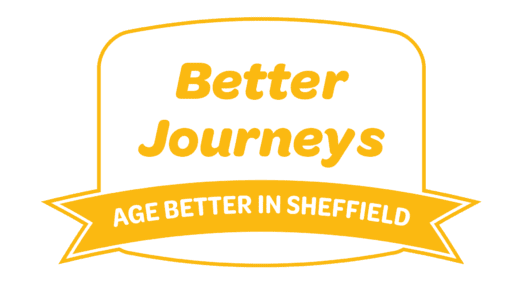 Better
Journeys
AGE BETTER IN SHEFFIELD